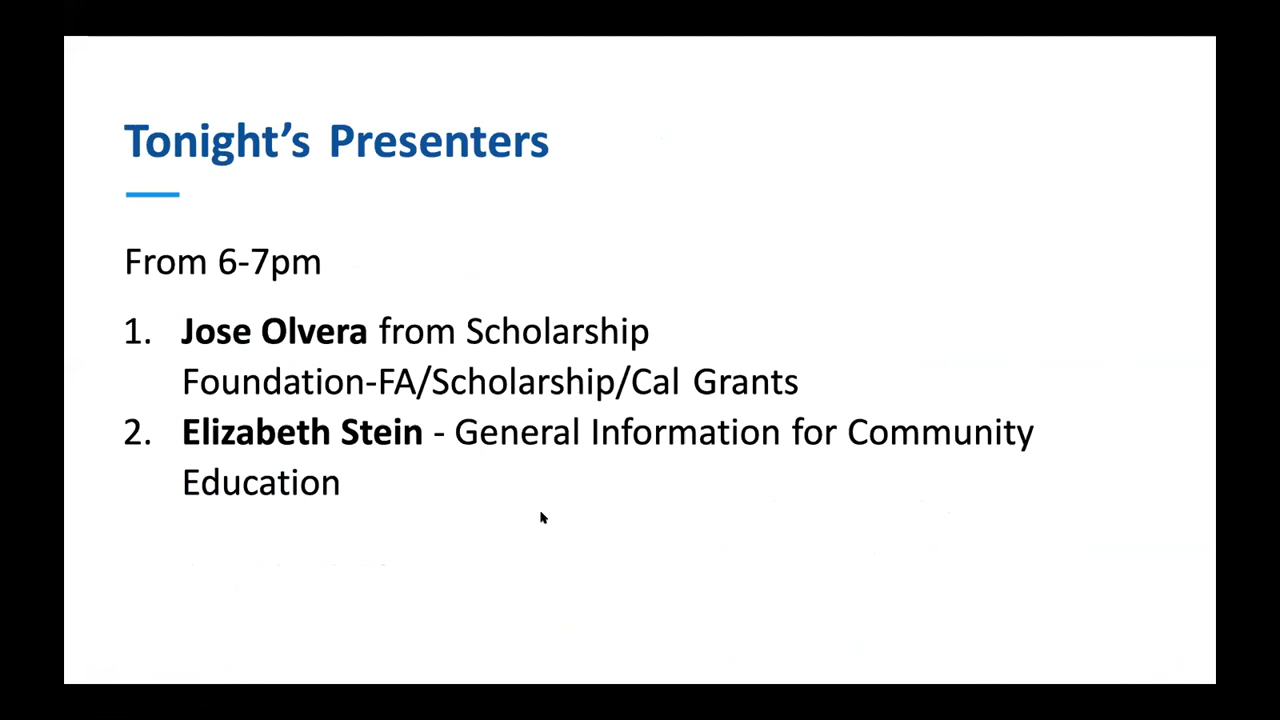 Tonight’s Presenters
From 6-7pm
1. Jose Olvera from Scholarship
Foundation-FA/Scholarship/Cal Grants
2. Elizabeth Stein - General Information for Community
Education